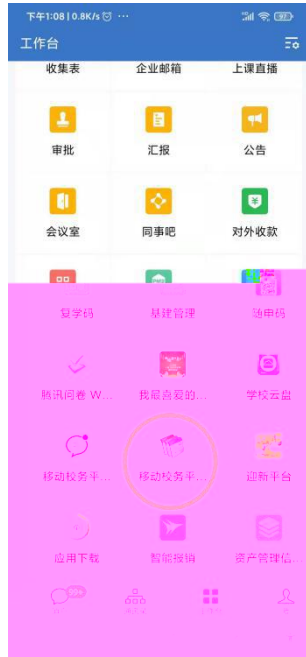 下午1:08 | 0.8K/s
工作台
收集表 企业邮箱 上课直播
审批 汇报 公告
会议室 同事吧 对外收款
复学码 基建管理 随申码
腾讯问卷 W... 我最喜爱的... 学校云盘
移动校务平... 移动校务平... 迎新平台
应用下载 智能报销 资产管理信...